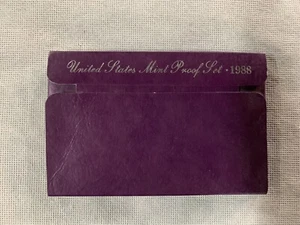 United States Mint Proof Set • 1988